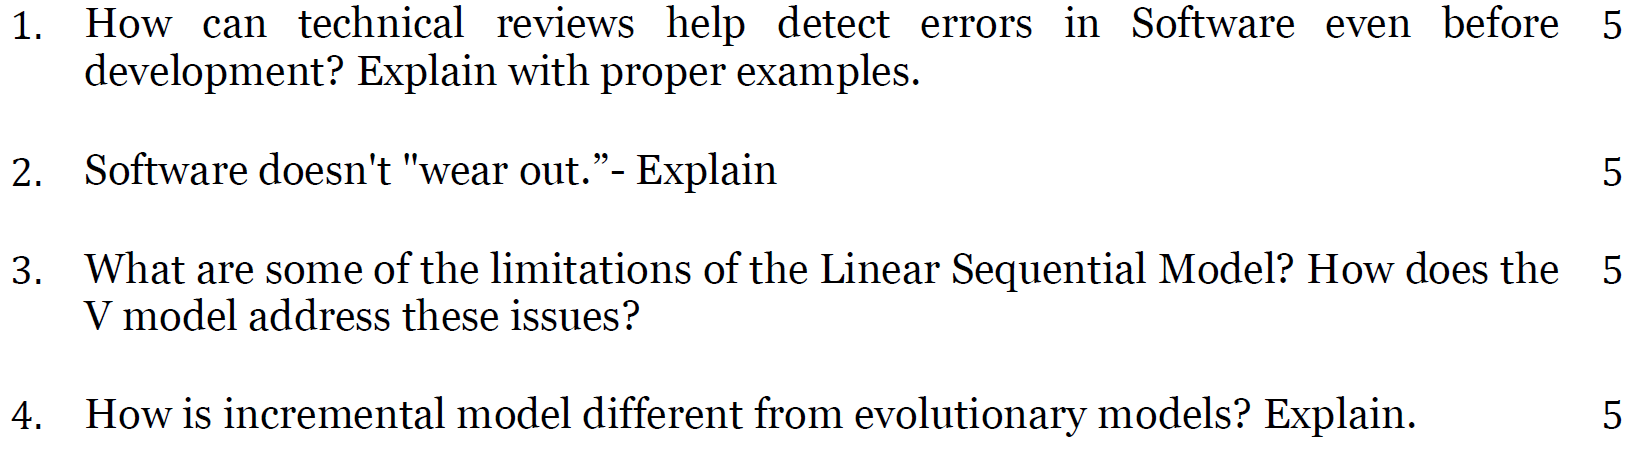 1. How can technical reviews help detect errors in Software even before 5
development? Explain with proper examples.
2. Software doesn't "wear out.”- Explain 5
3. What are some of the limitations of the Linear Sequential Model? How does the 5
V model address these issues?
4. How is incremental model different from evolutionary models? Explain. 5